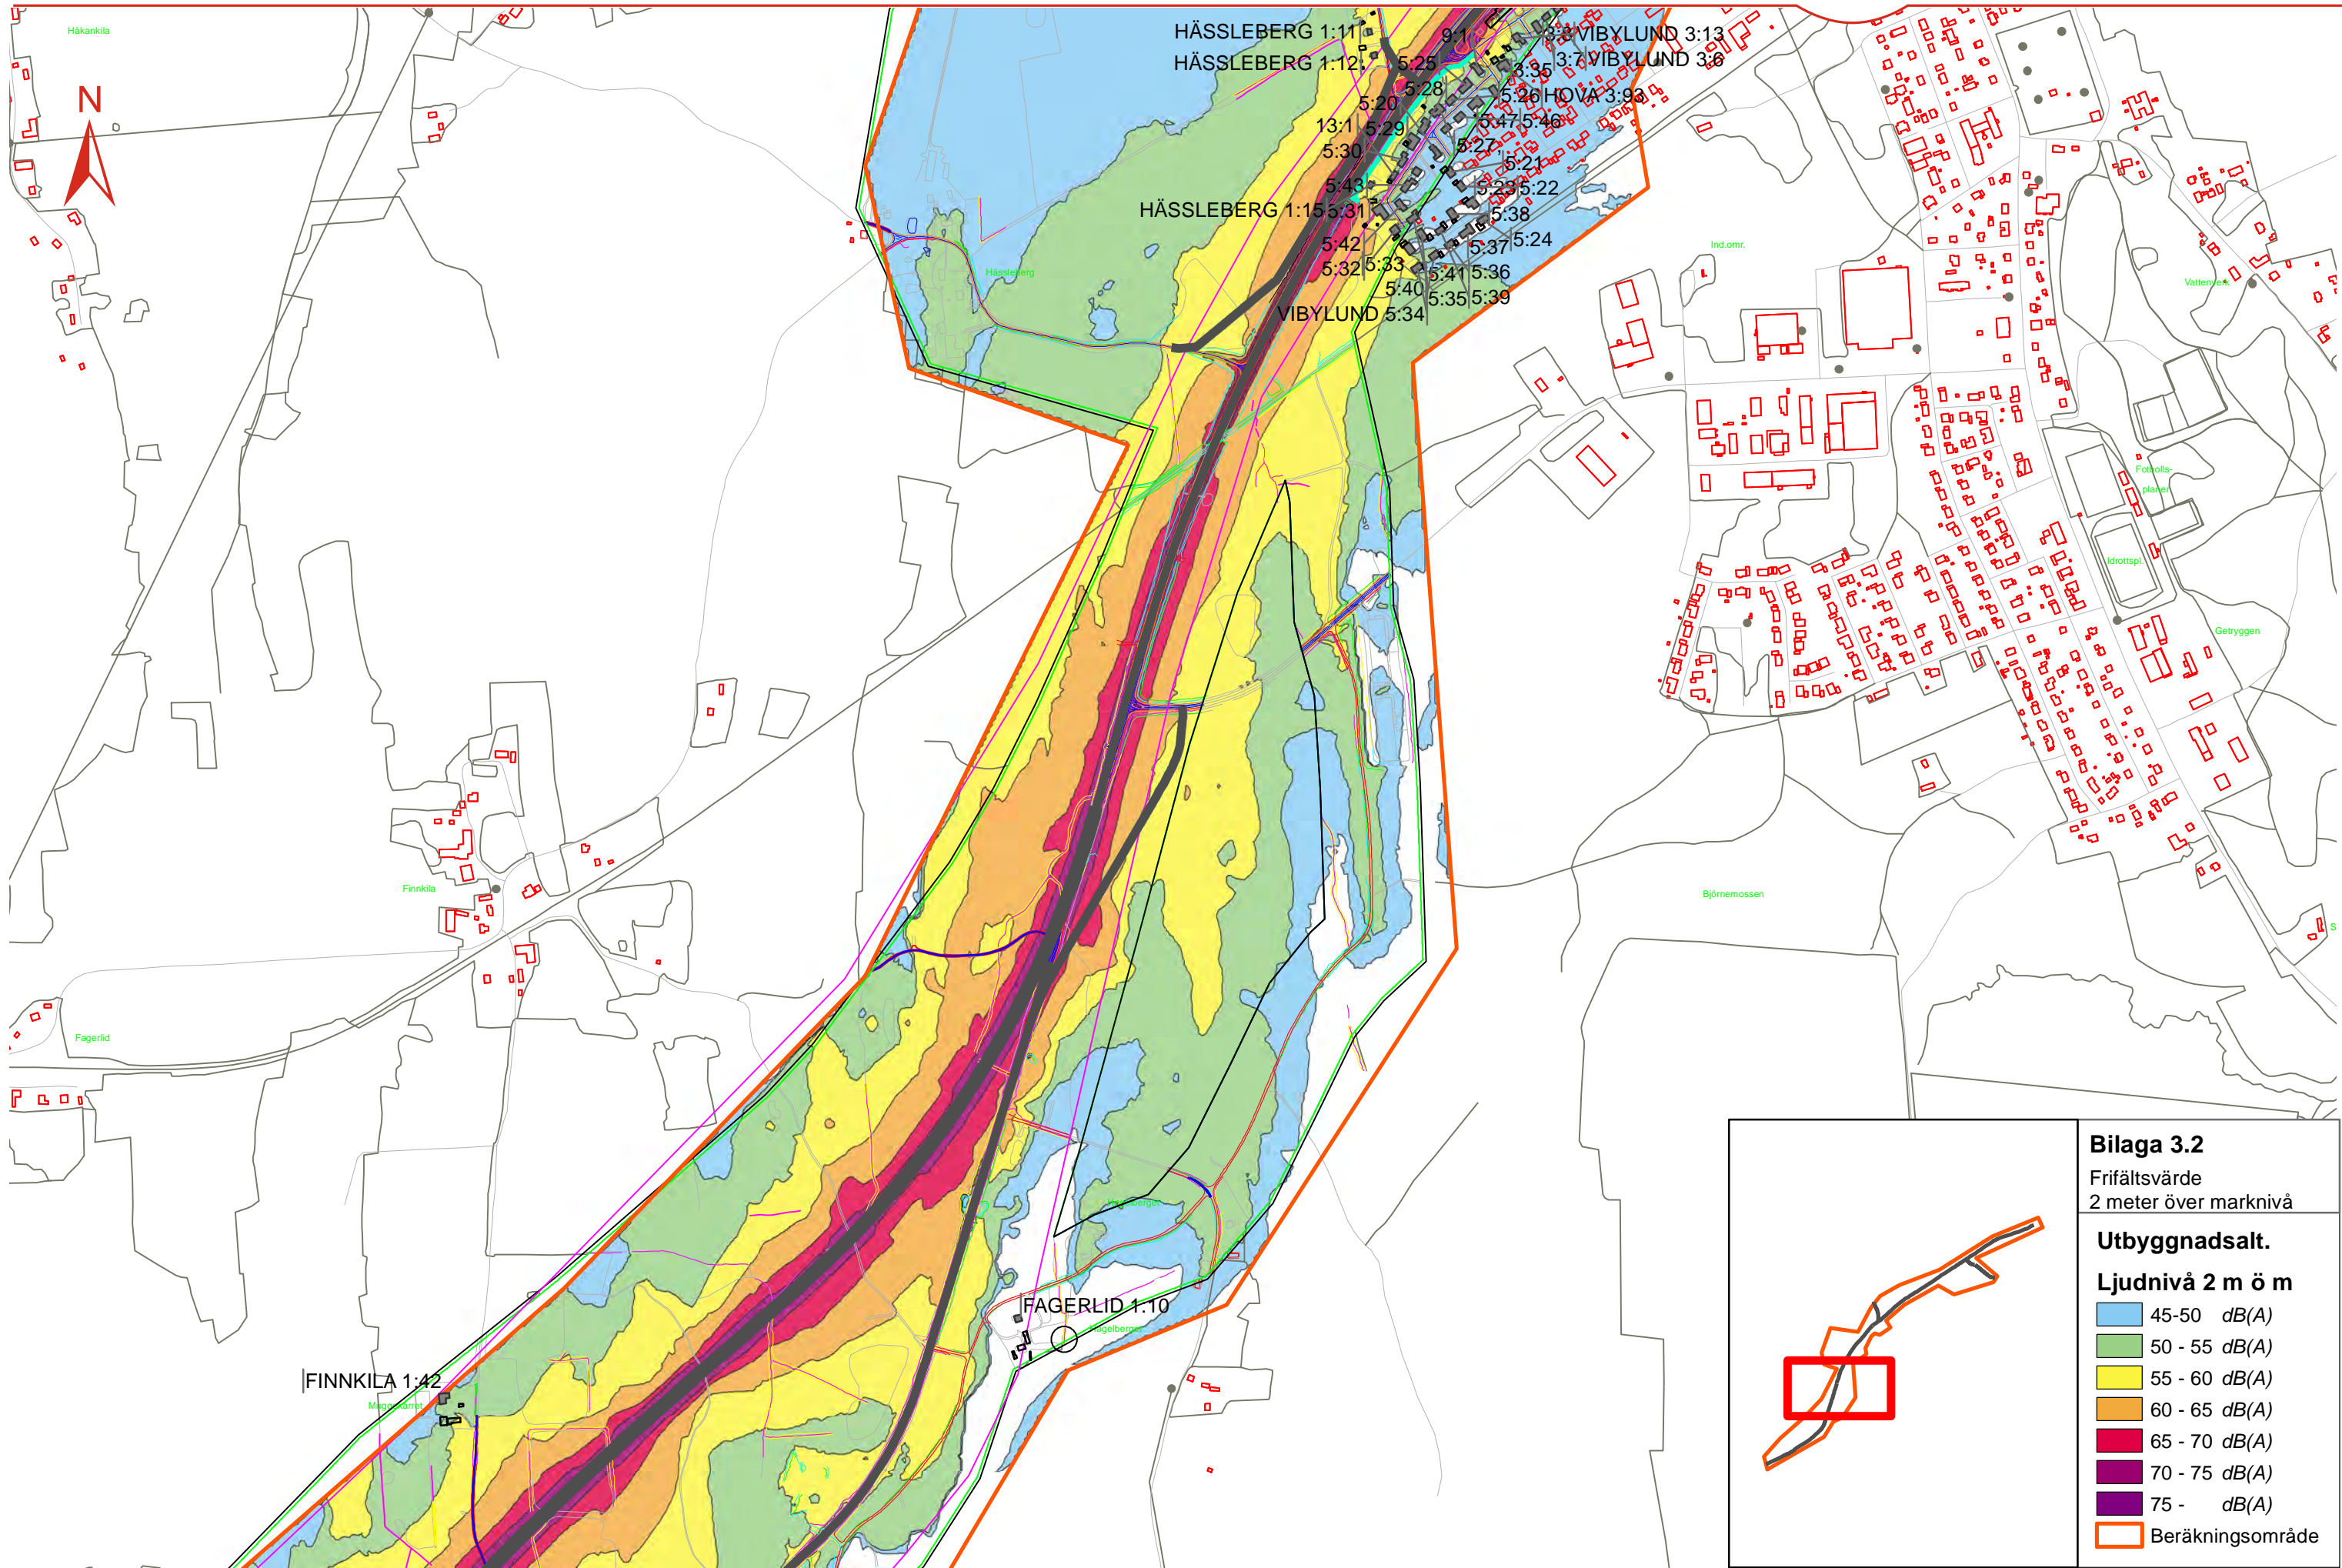 Håkankila
N
HÄSSLEBERG 1:11
HÄSSLEBERG 1:12
9:1
3:8 VIBYLUND 3:13
3:7 VIBYLUND 3:6
5:25
3:35
5:28
5:26 HOVA 3:93
5:20
13:1
5:29
5:47 5:46
5:30
5:27,
5:21
5:43
5:23 5:22
HÄSSLEBERG 1:15 5:31
5:38
5:42
5:37 5:24
5:32 5:33
5:41 5:36
5:40
5:35 5:39
VIBYLUND 5:34
Hässleberg
Ind.omr.
Vattenverk
Fotbolls-
planer
Idrottspl.
Getryggen
Finnkila
Björnemossen
S
Fagerlid
FAGERLID 1:10
Hagelberget
FINNKILA 1:42
Bilaga 3.2
Frifältsvärde
2 meter över marknivå
Utbyggnadsalt.
Ljudnivå 2 m ö m
45-50 dB(A)
50 - 55 dB(A)
55 - 60 dB(A)
60 - 65 dB(A)
65 - 70 dB(A)
70 - 75 dB(A)
75 - dB(A)
Beräkningsområde